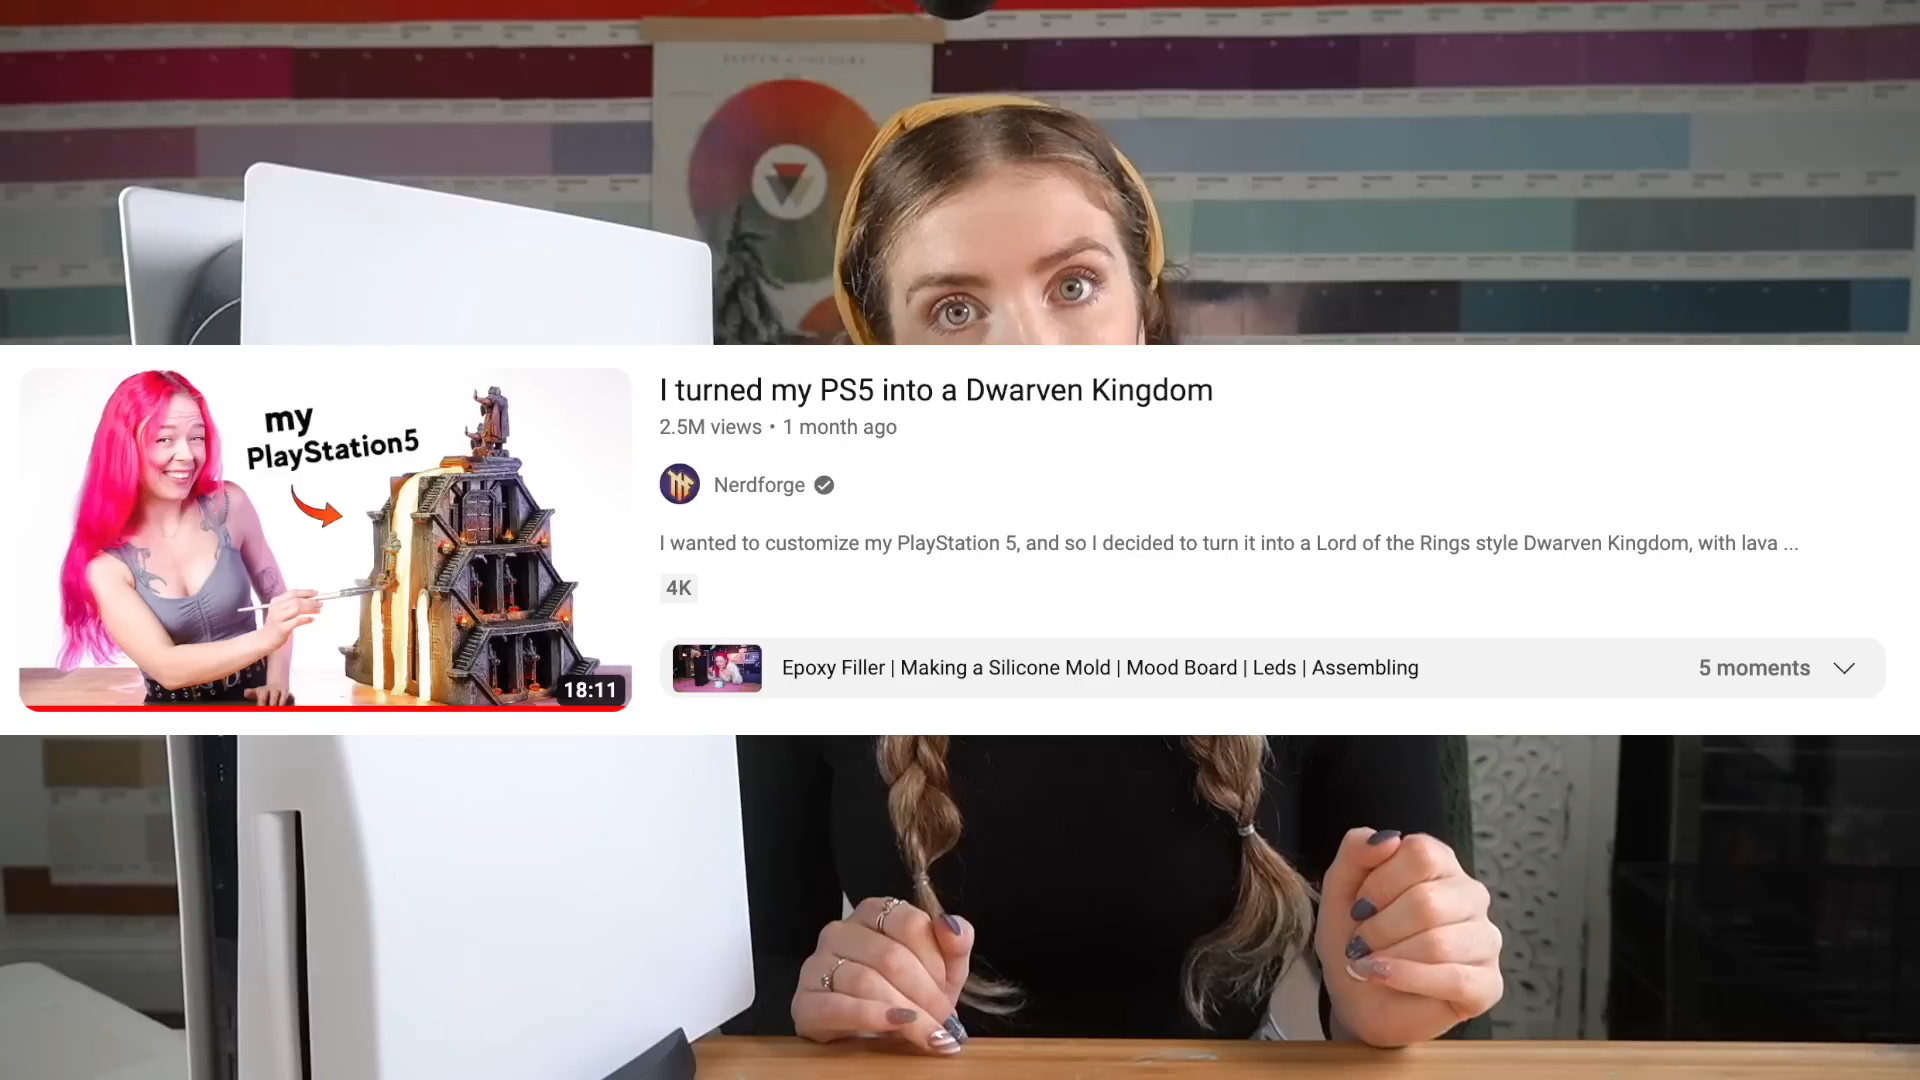 I turned my PS5 into a Dwarven Kingdom
2.5M views • 1 month ago
my
PlayStation5
Nerdforge
I wanted to customize my PlayStation 5, and so I decided to turn it into a Lord of the Rings style Dwarven Kingdom, with lava ...
4K
Epoxy Filler | Making a Silicone Mold | Mood Board | Leds | Assembling
5 moments
18:11